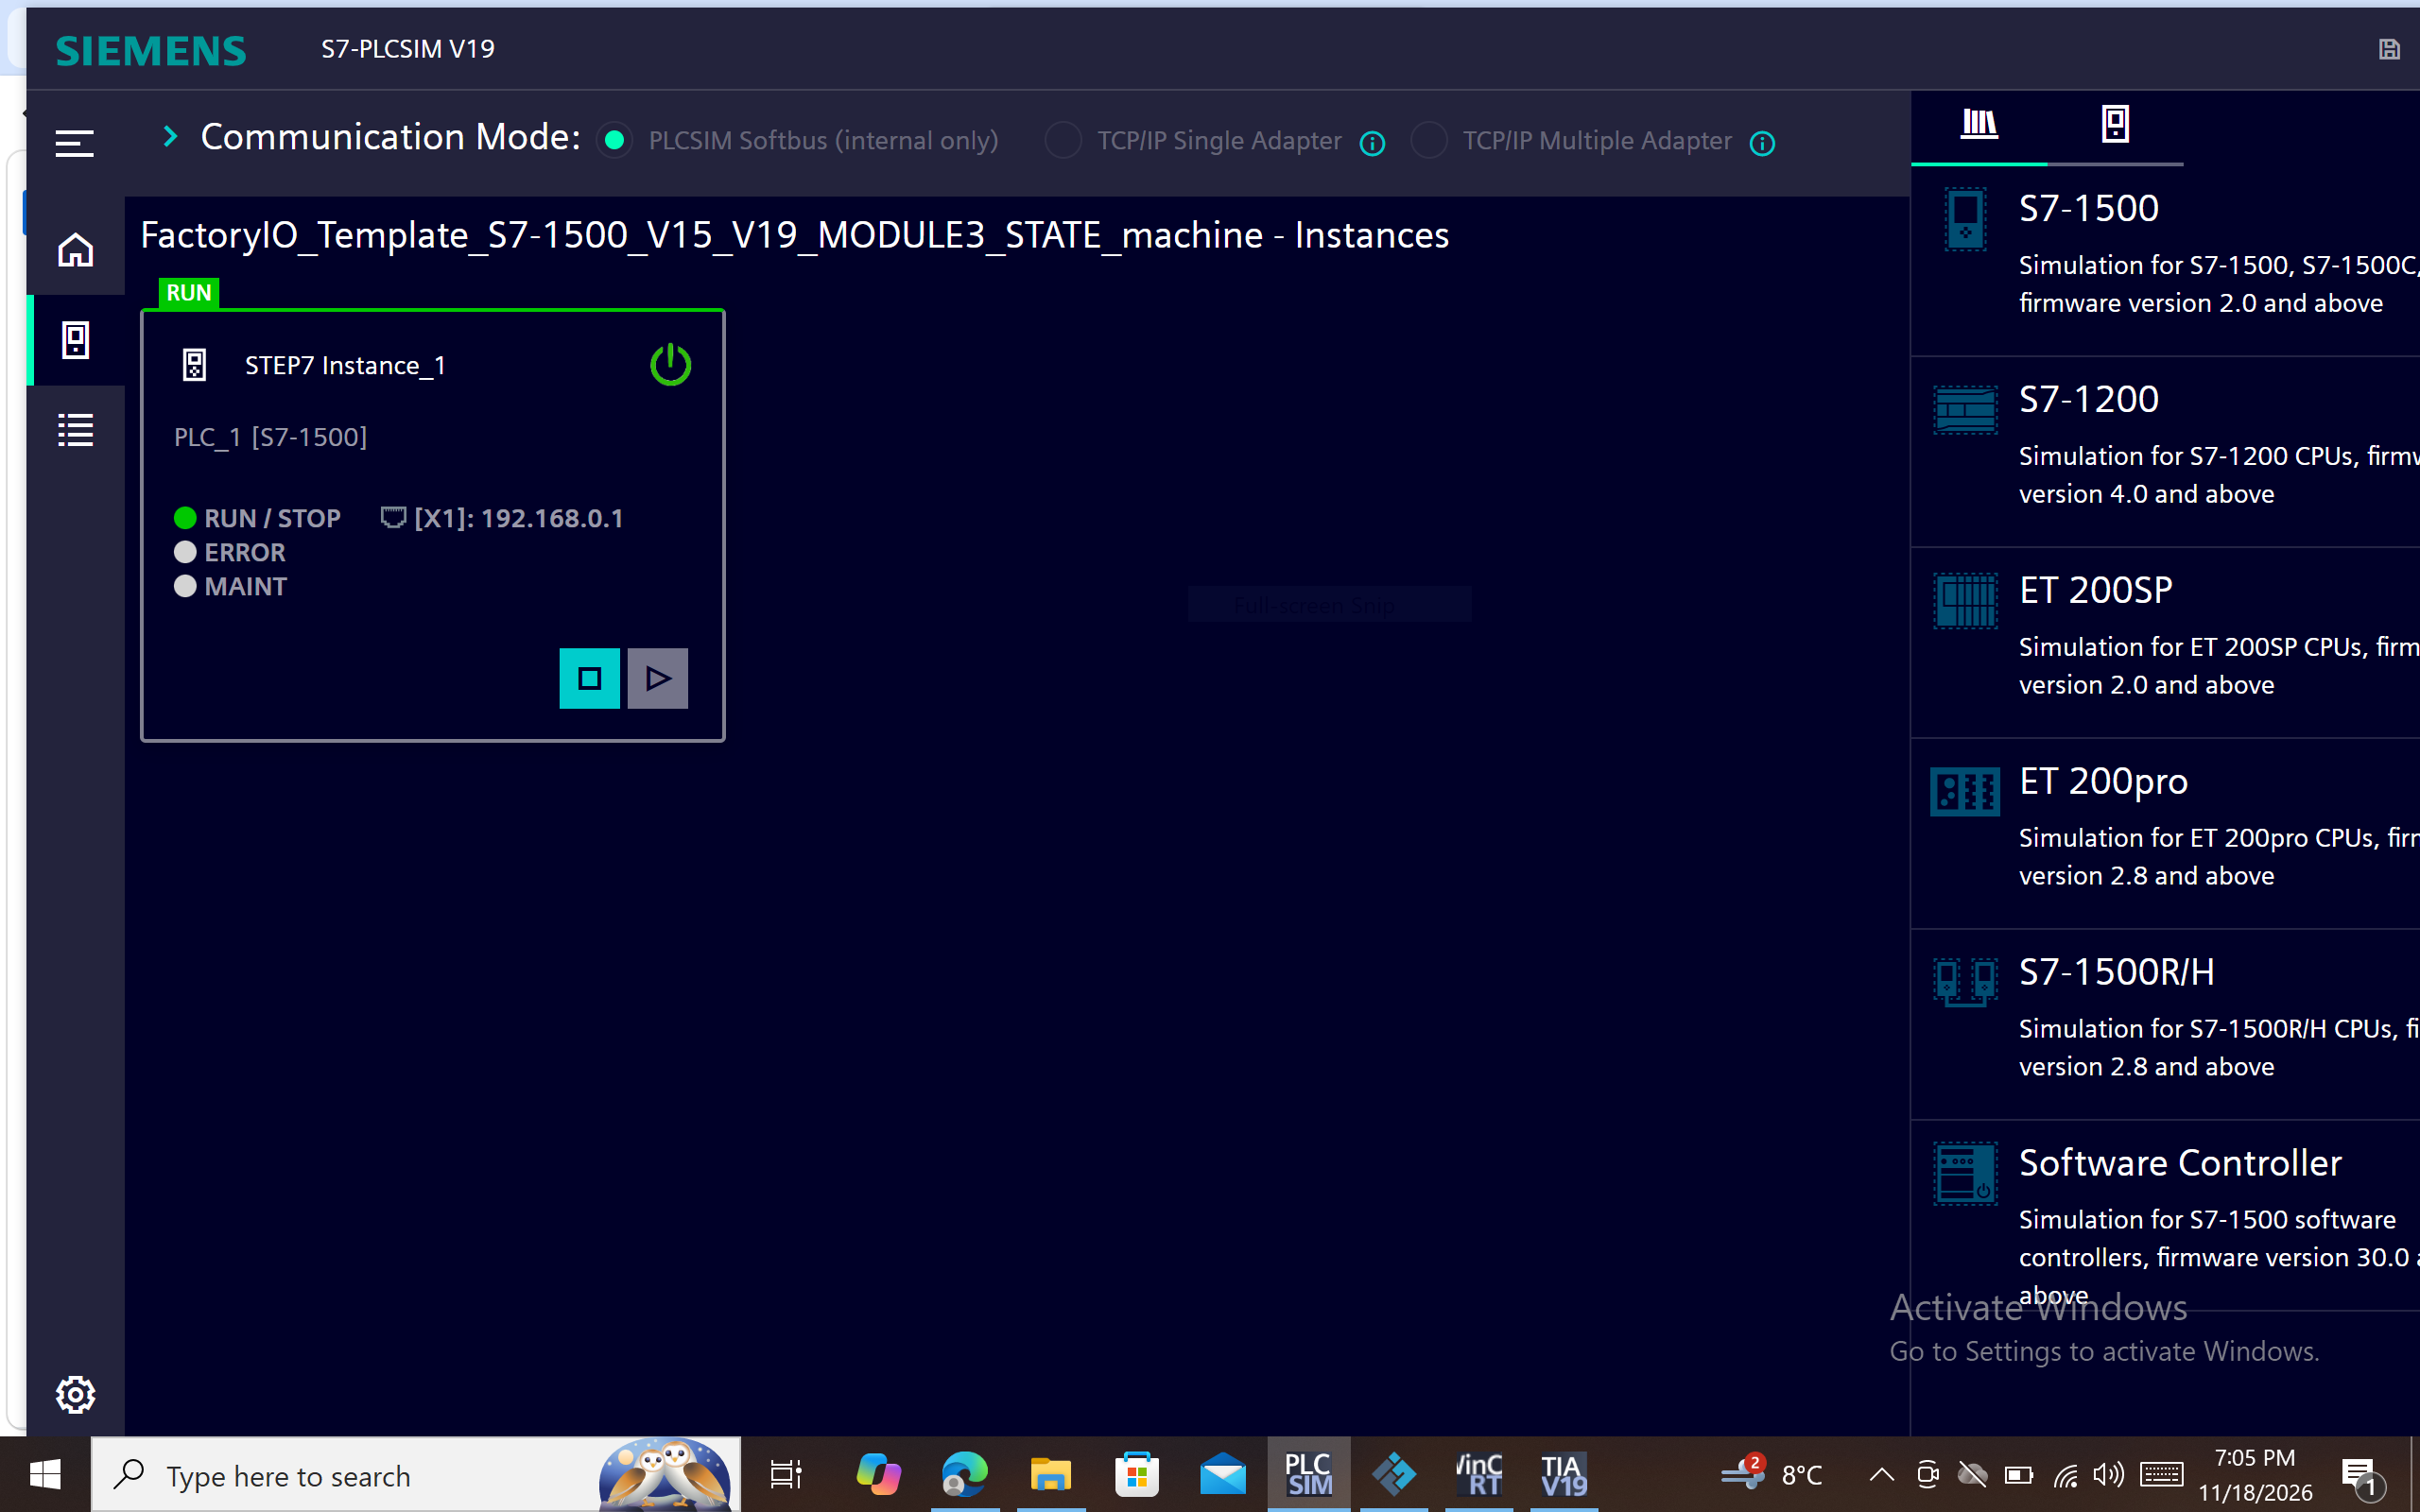 SIEMENS
S7-PLCSIM V19
Communication Mode:
PLCSIM Softbus (internal only)
TCP/IP Single Adapter
TCP/IP Multiple Adapter
FactoryIO_Template_S7-1500_V15_V19_MODULE3_STATE_machine - Instances
RUN
STEP7 Instance_1
PLC_1 [S7-1500]
RUN / STOP
[X1]: 192.168.0.1
ERROR
MAINT
Full-screen Snip
S7-1500
Simulation for S7-1500, S7-1500C,
firmware version 2.0 and above
S7-1200
Simulation for S7-1200 CPUs, firmw
version 4.0 and above
ET 200SP
Simulation for ET 200SP CPUs, firm
version 2.0 and above
ET 200pro
Simulation for ET 200pro CPUs, firm
version 2.8 and above
S7-1500R/H
Simulation for S7-1500R/H CPUs, fi
version 2.8 and above
Software Controller
Simulation for S7-1500 software
controllers, firmware version 30.0 a
above
Activate Windows
Go to Settings to activate Windows.
Type here to search
PLC
SIM
WinC
RT
TIA
V19
2
8°C
7:05 PM
11/18/2026
1